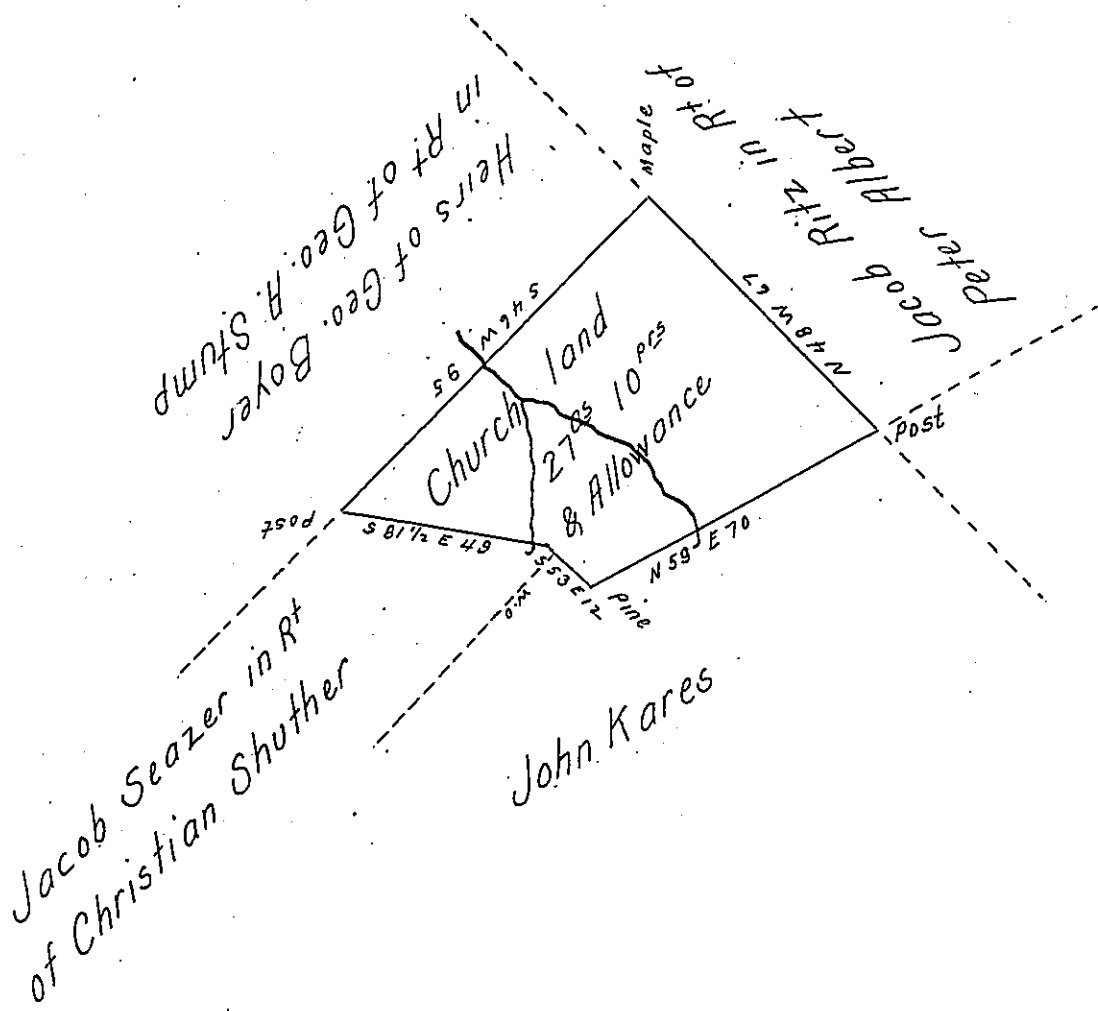 Heirs of Geo. Boyer
in Rt of Geo. A. Stump
Maple
Jacob Ritz in Rt of
Peter Albert
S 46 W 95
N 48 W 67
Church land
27 as 10 prs
& Allowance
Post
Post
S 81 1/2 E 49
S 53 E 12
N 59 E 70
W.O
Pine
Jacob Seazer in Rt
of Christian Shuther
John Kares